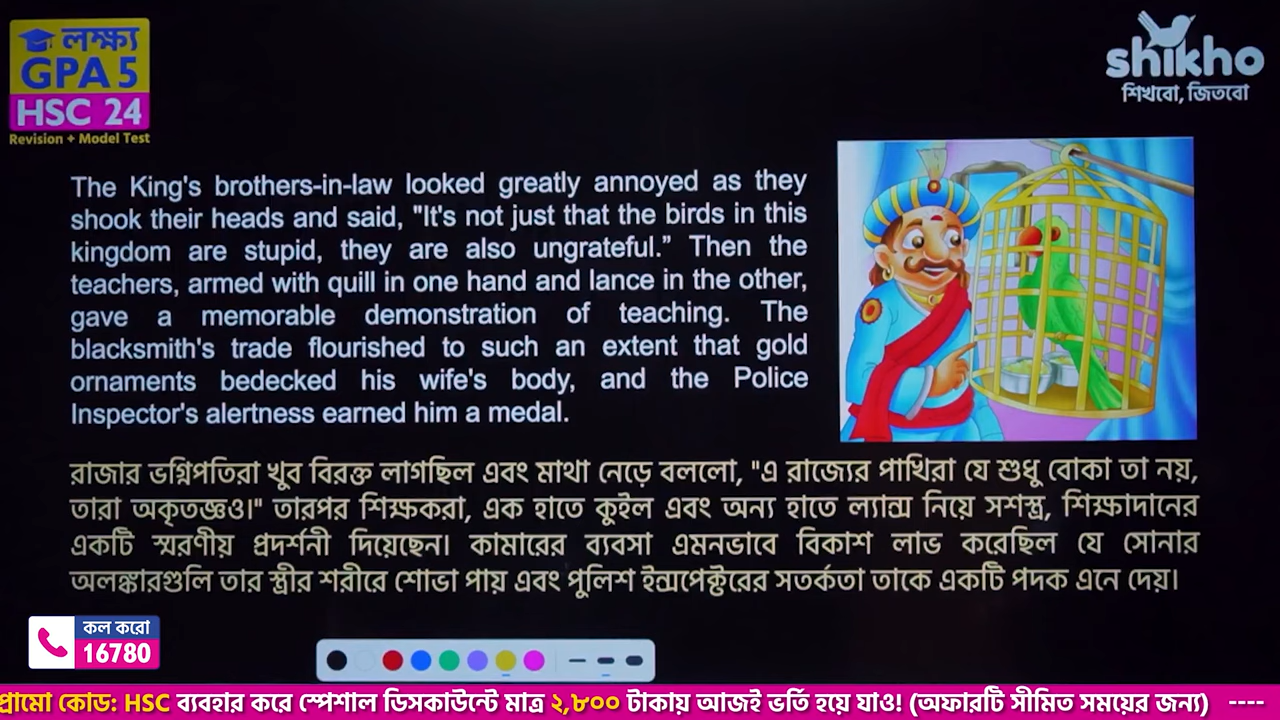 লক্ষ্য
GPA 5
HSC 24
Revision + Model Test
shikho
শিখবো, জিতবো
The King's brothers-in-law looked greatly annoyed as they
shook their heads and said, "It's not just that the birds in this
kingdom are stupid, they are also ungrateful.” Then the
teachers, armed with quill in one hand and lance in the other,
gave a memorable demonstration of teaching. The
blacksmith's trade flourished to such an extent that gold
ornaments bedecked his wife's body, and the Police
Inspector's alertness earned him a medal.
রাজার ভগ্নিপতিরা খুব বিরক্ত লাগছিল এবং মাথা নেড়ে বললো, "এ রাজ্যের পাখিরা যে শুধু বোকা তা নয়,
তারা অকৃতজ্ঞও।" তারপর শিক্ষকরা, এক হাতে কুইল এবং অন্য হাতে ল্যান্স নিয়ে সশস্ত্র, শিক্ষাদানের
একটি স্মরণীয় প্রদর্শনী দিয়েছেন। কামারের ব্যবসা এমনভাবে বিকাশ লাভ করেছিল যে সোনার
অলঙ্কারগুলি তার স্ত্রীর শরীরে শোভা পায় এবং পুলিশ ইন্সপেক্টরের সতর্কতা তাকে একটি পদক এনে দেয়।
কল করো
16780
প্রামো কোড: HSC ব্যবহার করে স্পেশাল ডিসকাউন্টে মাত্র ২,৮০০ টাকায় আজই ভর্তি হয়ে যাও! (অফারটি সীমিত সময়ের জন্য) ----